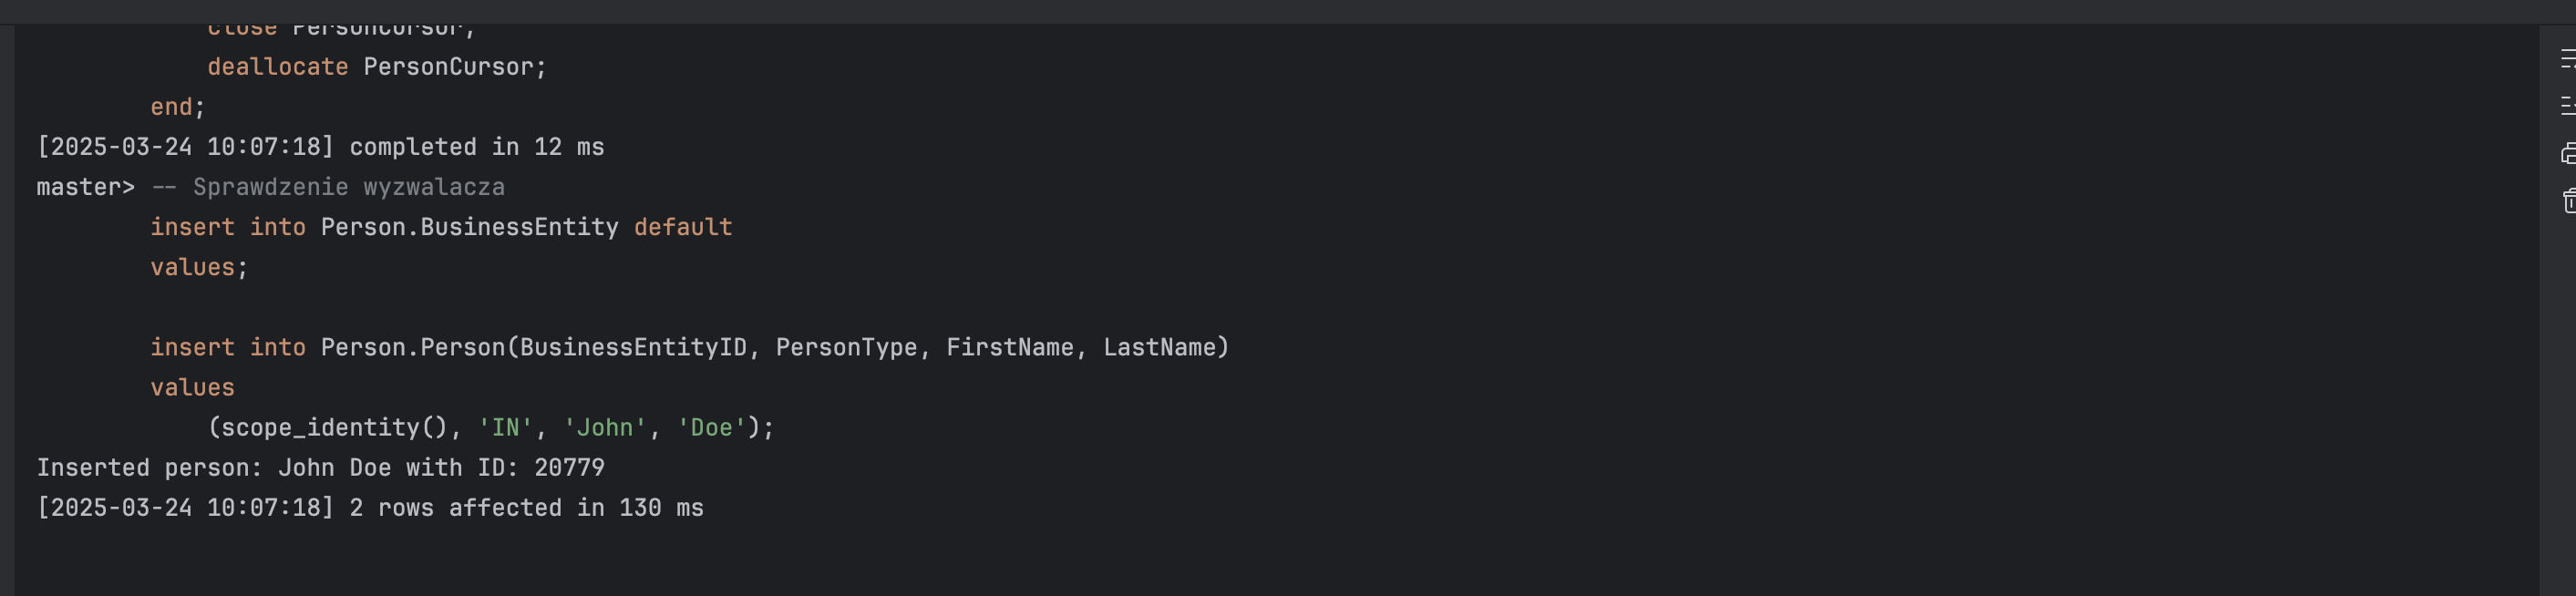 close PersonCursor;
deallocate PersonCursor;
end;
[2025-03-24 10:07:18] completed in 12 ms
master> -- Sprawdzenie wyzwalacza
insert into Person.BusinessEntity default
values;
insert into Person.Person(BusinessEntityID, PersonType, FirstName, LastName)
values
(scope_identity(), 'IN', 'John', 'Doe');
Inserted person: John Doe with ID: 20779
[2025-03-24 10:07:18] 2 rows affected in 130 ms